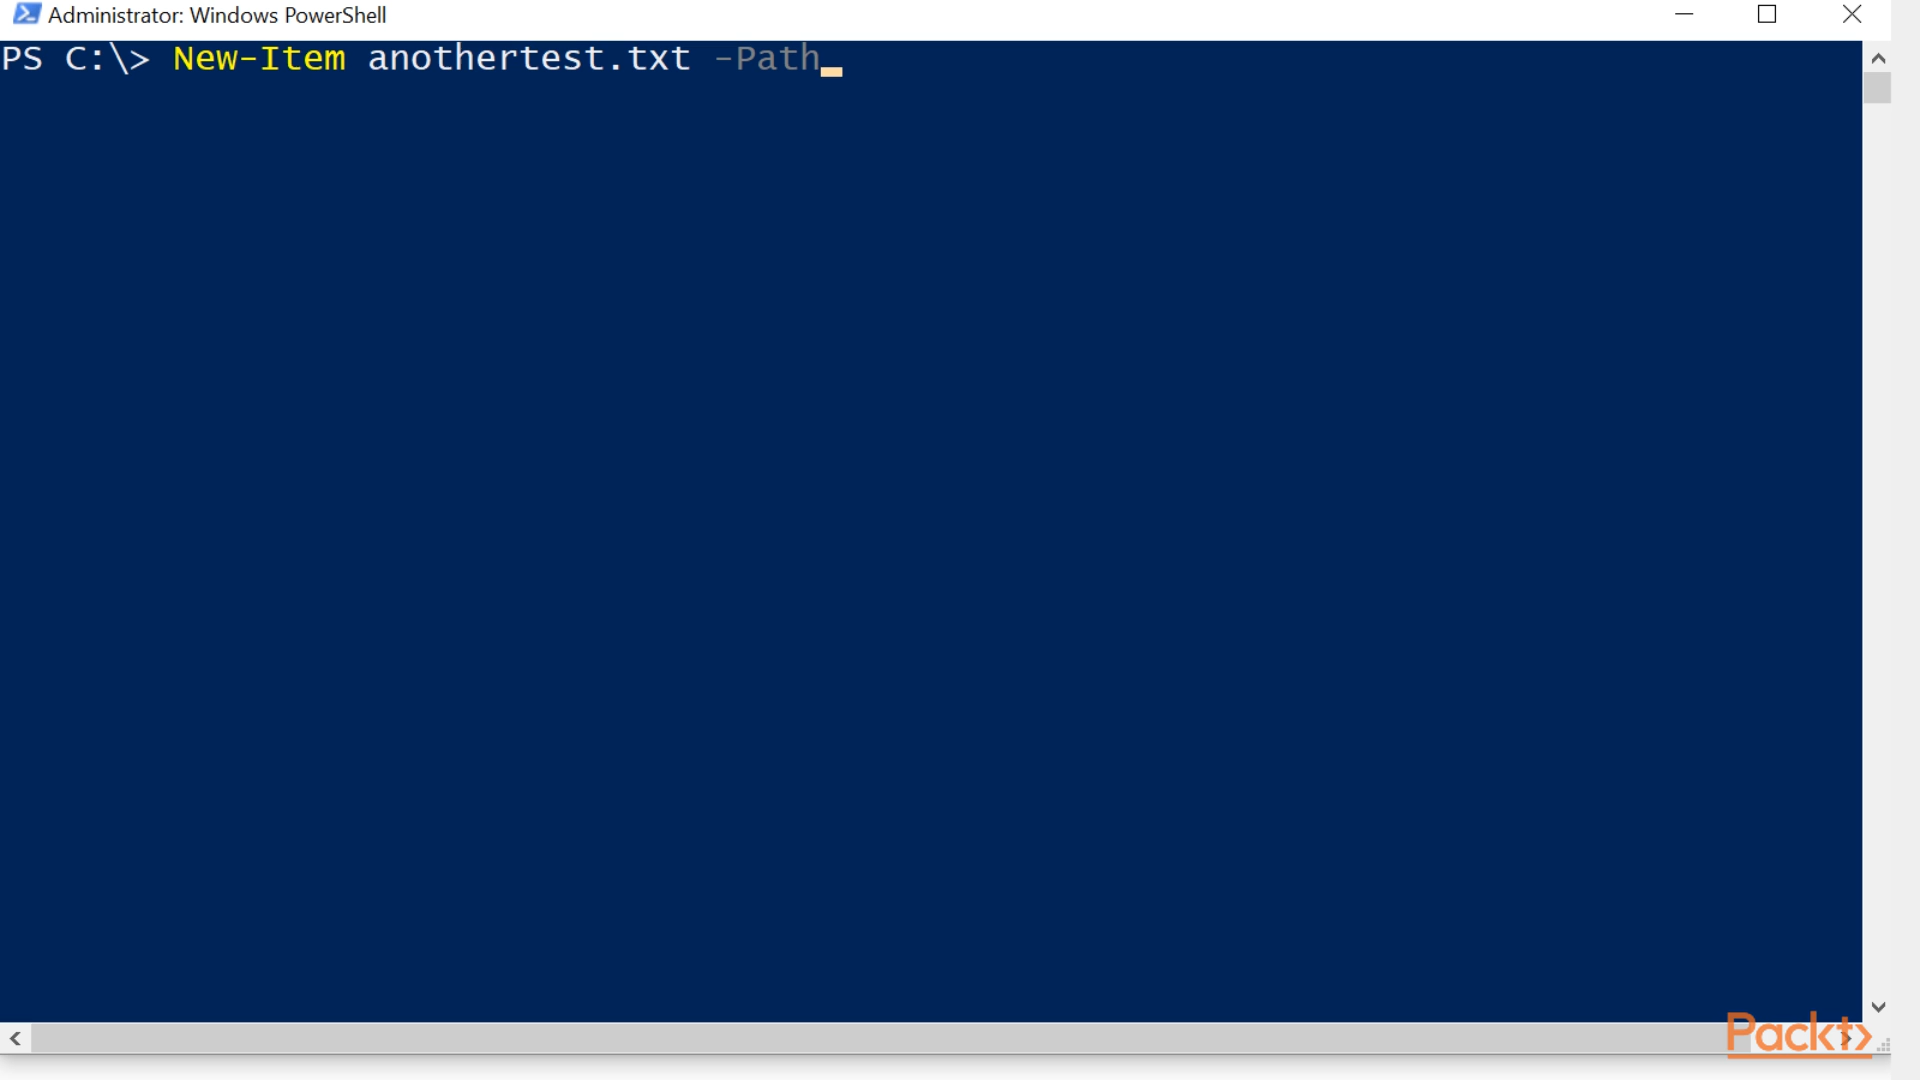 Administrator: Windows PowerShell
PS C:\> New-Item anothertest.txt -Path
Packt>